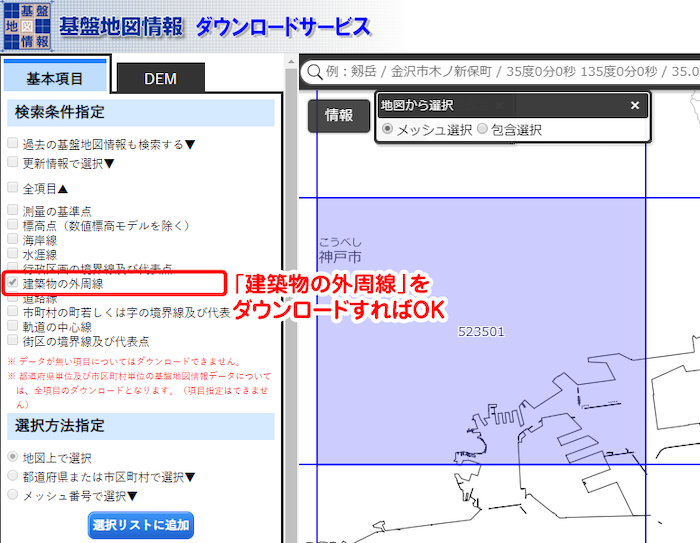 基盤地図情報
基盤地図情報 ダウンロードサービス
基本項目
DEM
検索条件指定
過去の基盤地図情報も検索する▼
更新情報で選択▼
全項目▲
測量の基準点
標高点（数値標高モデルを除く）
海岸線
水涯線
行政区画の境界線及び代表点
建築物の外周線
道路縁
市町村の町若しくは字の境界線及び代表
軌道の中心線
街区の境界線及び代表点
※ データが無い項目についてはダウンロードできません。
※ 都道府県単位及び市区町村単位の基盤地図情報データについて
は、全項目のダウンロードとなります。（項目指定はできませ
ん）
選択方法指定
地図上で選択
都道府県または市区町村で選択▼
メッシュ番号で選択▼
選択リストに追加
例：剱岳 / 金沢市木ノ新保町 / 35度0分0秒 135度0分0秒 / 35.0
情報
地図から選択 ×
メッシュ選択 包含選択
こうべし
神戸市
「建築物の外周線」を
ダウンロードすればOK
523501